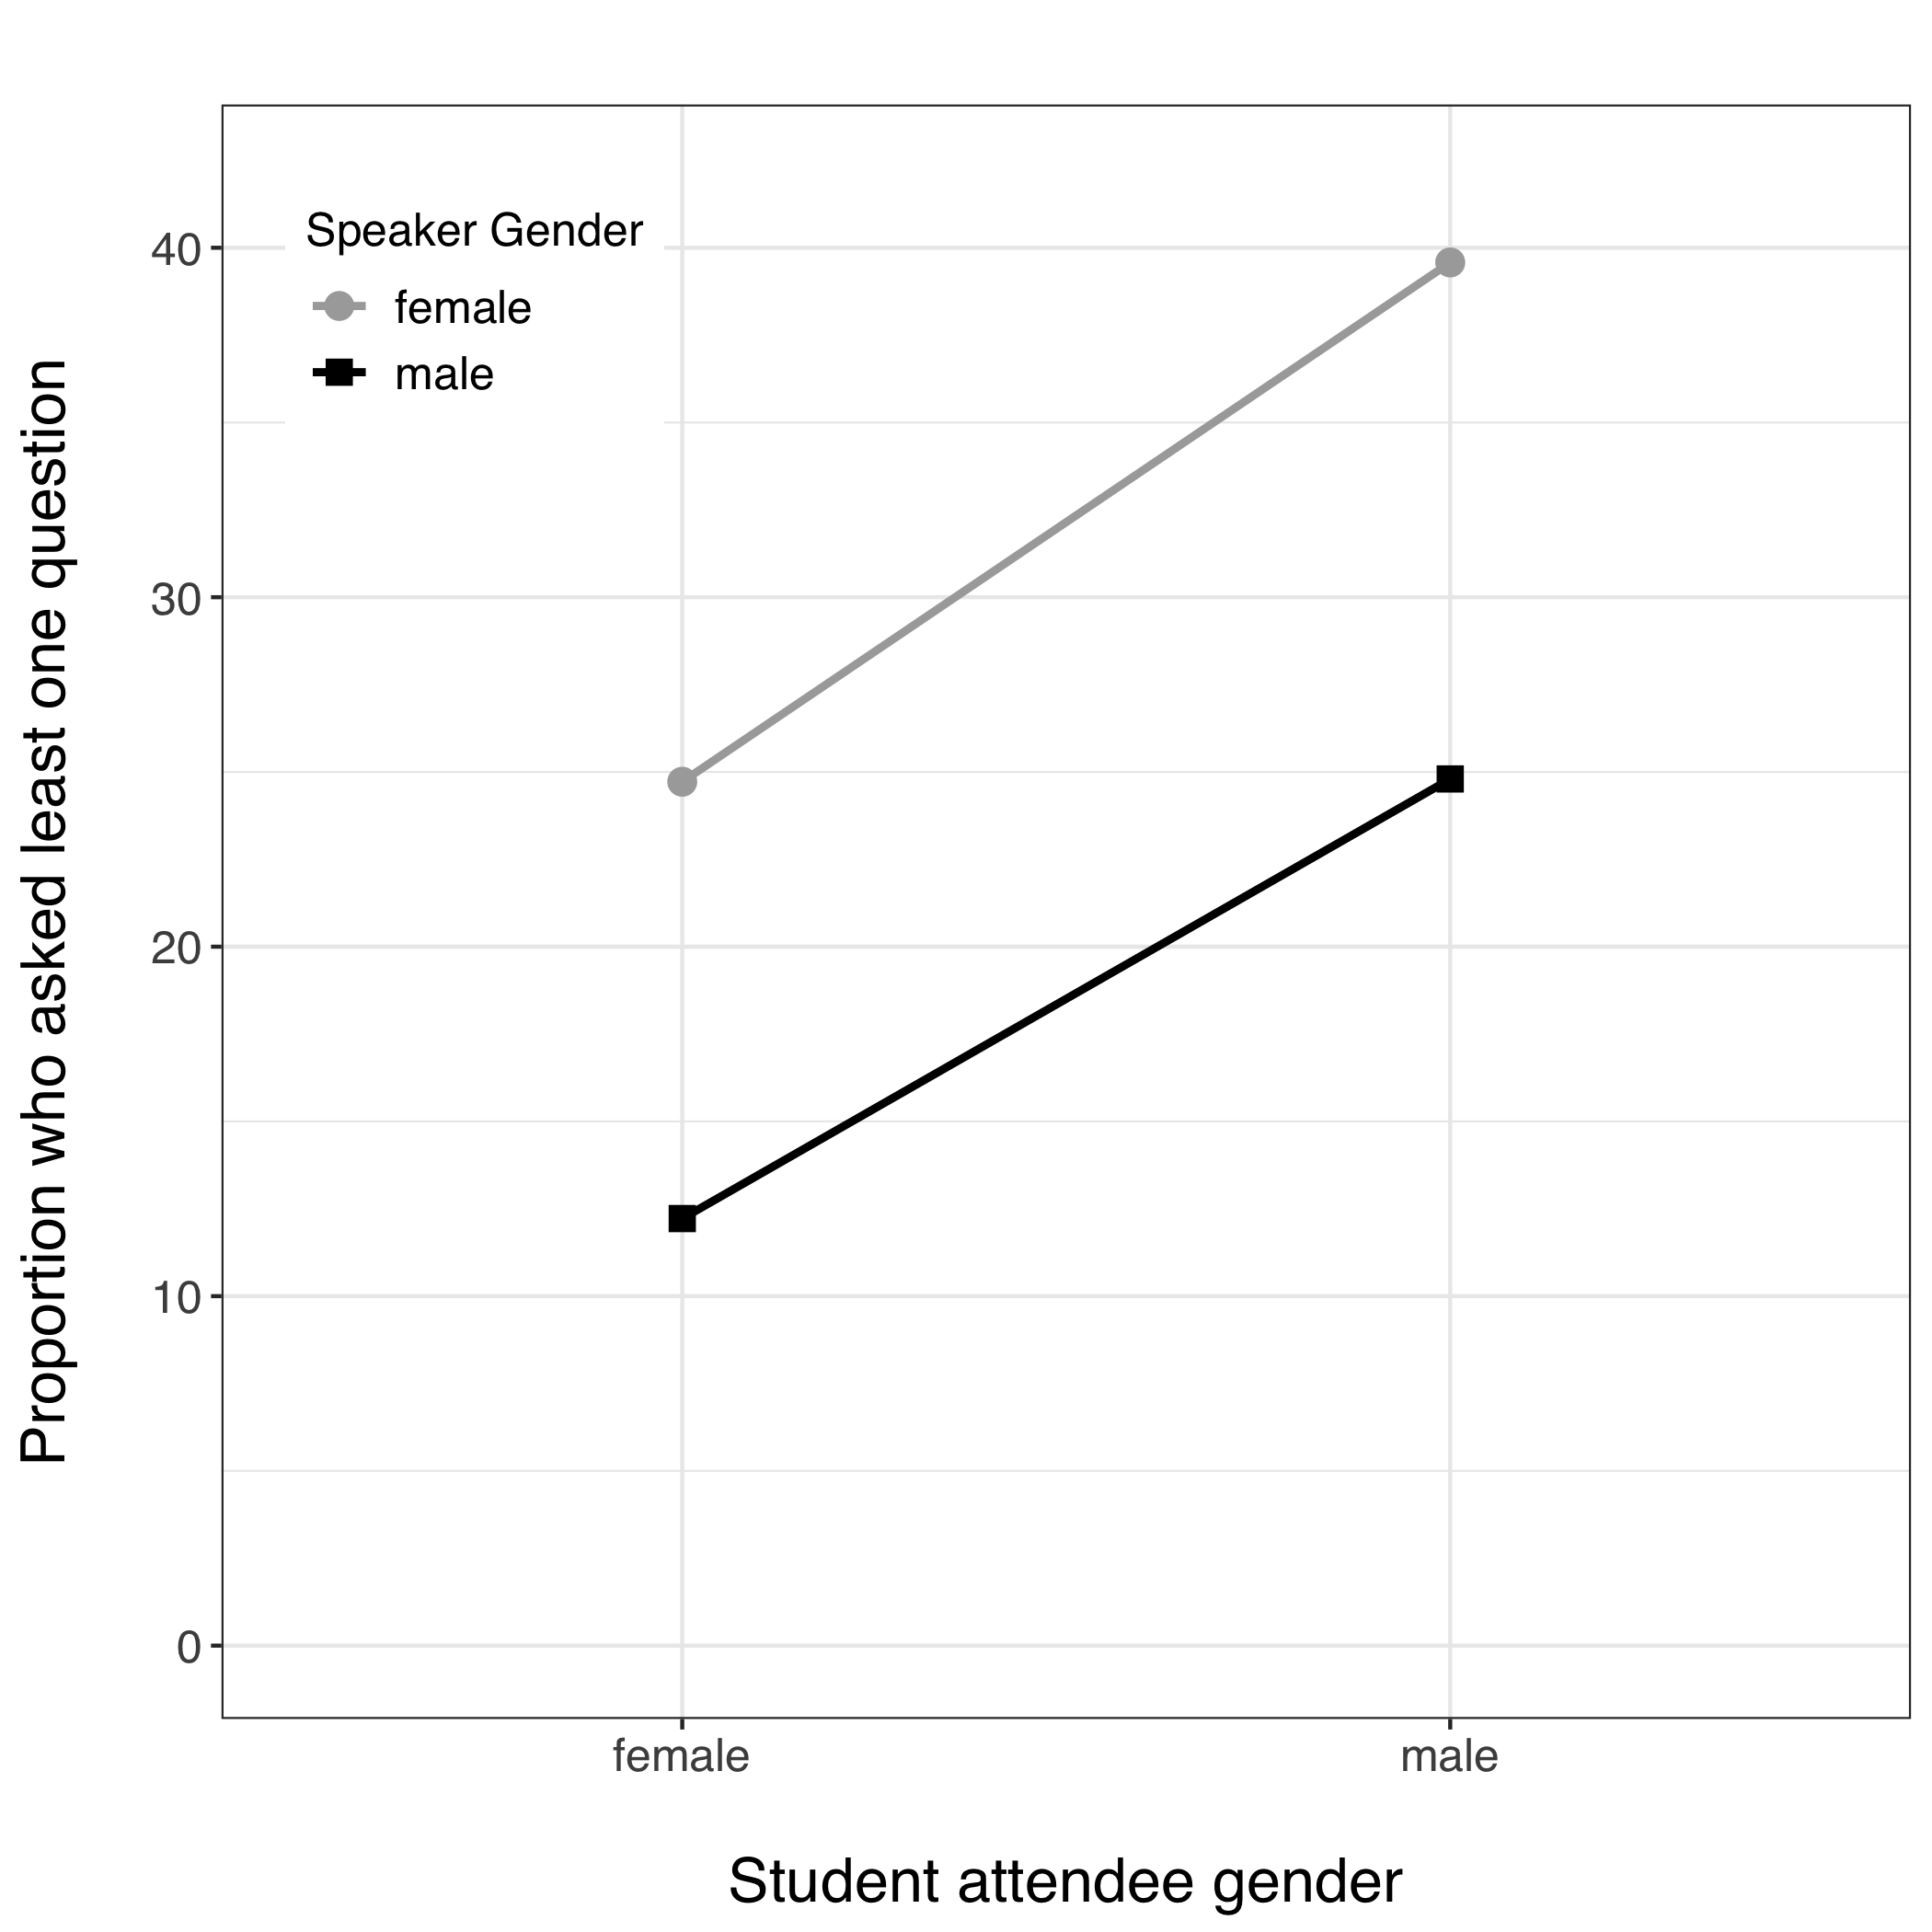 Proportion who asked least one question
40
30
20
10
0
Speaker Gender
female
male
female
male
Student attendee gender